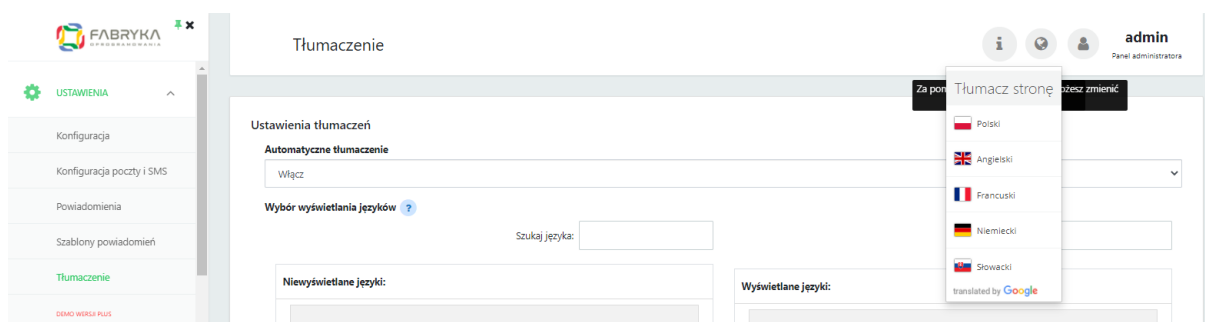 FABRYKA
OPROGRAMOWANIA
Tłumaczenie
admin
Panel administratora
USTAWIENIA
Konfiguracja
Konfiguracja poczty i SMS
Powiadomienia
Szablony powiadomień
Tłumaczenie
DEMO WERSJI PLUS
Ustawienia tłumaczeń
Automatyczne tłumaczenie
Włącz
Wybór wyświetlania języków ?
Szukaj języka:
Niewyświetlane języki:
Wyświetlane języki:
Za pom
ożesz zmienić
Tłumacz stronę
Polski
Angielski
Francuski
Niemiecki
Słowacki
translated by Google